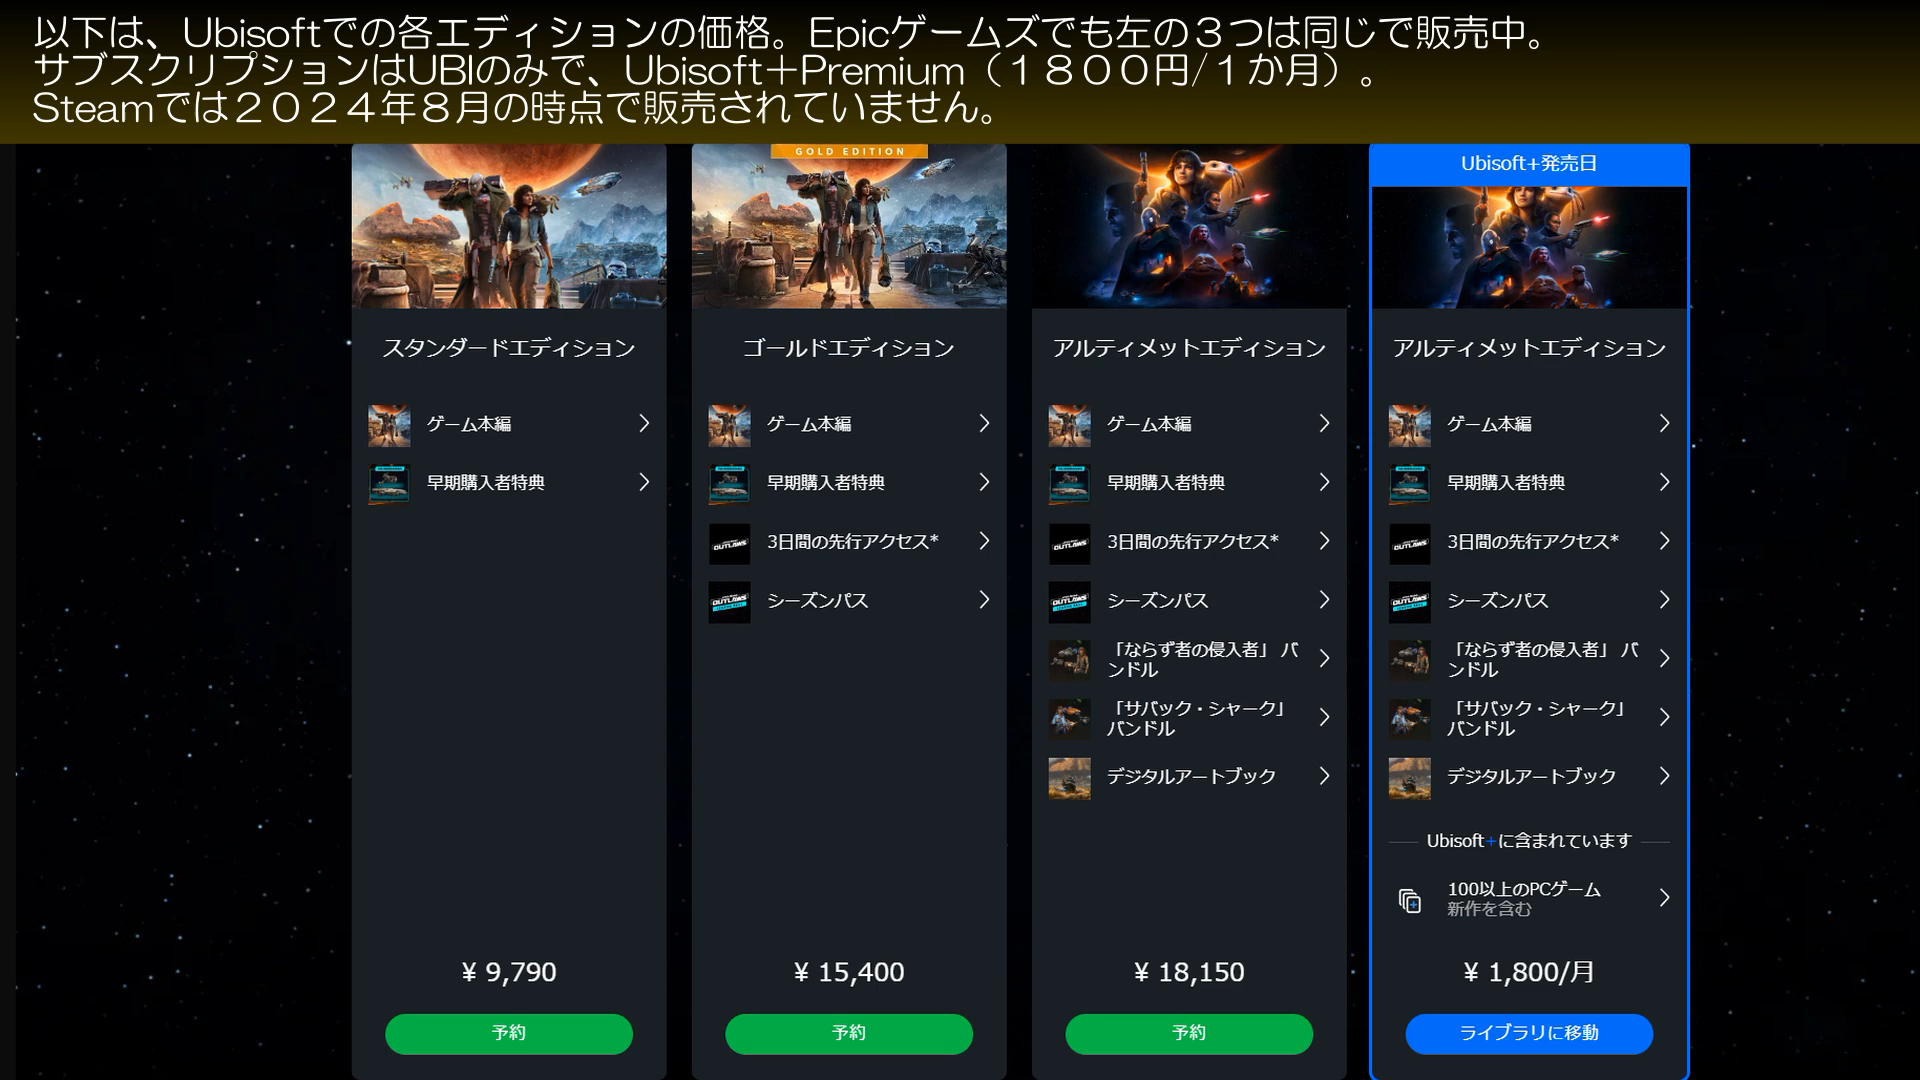 以下は、Ubisoftでの各エディションの価格。Epicゲームズでも左の３つは同じで販売中。
サブスクリプションはUBIのみで、Ubisoft＋Premium（１８００円/１か月）。
Steamでは２０２４年８月の時点で販売されていません。
GOLD EDITION
Ubisoft+発売日
スタンダードエディション
ゲーム本編
早期購入者特典
¥ 9,790
予約
ゴールドエディション
ゲーム本編
早期購入者特典
3日間の先行アクセス*
シーズンパス
¥ 15,400
予約
アルティメットエディション
ゲーム本編
早期購入者特典
3日間の先行アクセス*
シーズンパス
「ならず者の侵入者」 バ
ンドル
「サバック・シャーク」
バンドル
デジタルアートブック
¥ 18,150
予約
アルティメットエディション
ゲーム本編
早期購入者特典
3日間の先行アクセス*
シーズンパス
「ならず者の侵入者」 バ
ンドル
「サバック・シャーク」
バンドル
デジタルアートブック
Ubisoft+に含まれています
100以上のPCゲーム
新作を含む
¥ 1,800/月
ライブラリに移動